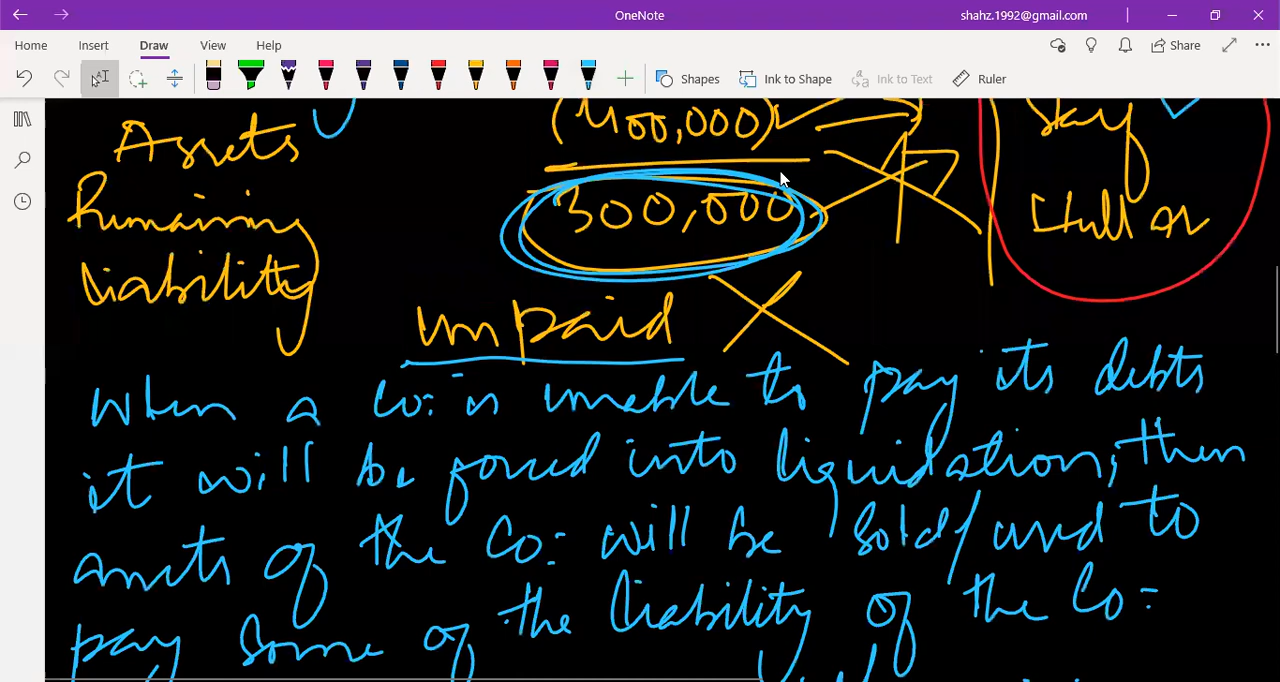 OneNote
shahz.1992@gmail.com
Home Insert Draw View Help
Share
Shapes
Ink to Shape
Ink to Text
Ruler
Assets
(400,000)
Sky
Remaining
Liability
300,000
unpaid
When a Co: is unable to pay its debts
it will be forced into liquidation, then
assets of the Co: will be sold/used to
pay some of the liability of the Co: